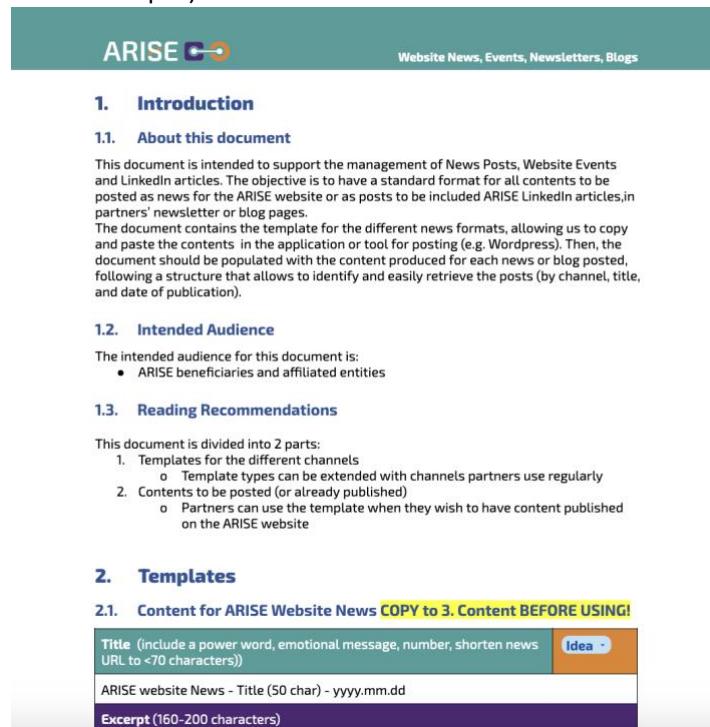 ARISE
Website News, Events, Newsletters, Blogs
1. Introduction
1.1. About this document
This document is intended to support the management of News Posts, Website Events
and LinkedIn articles. The objective is to have a standard format for all contents to be
posted as news for the ARISE website or as posts to be included ARISE LinkedIn articles,in
partners' newsletter or blog pages.
The document contains the template for the different news formats, allowing us to copy
and paste the contents in the application or tool for posting (e.g. Wordpress). Then, the
document should be populated with the content produced for each news or blog posted,
following a structure that allows to identify and easily retrieve the posts (by channel, title,
and date of publication).
1.2. Intended Audience
The intended audience for this document is:
● ARISE beneficiaries and affiliated entities
1.3. Reading Recommendations
This document is divided into 2 parts:
1. Templates for the different channels
o Template types can be extended with channels partners use regularly
2. Contents to be posted (or already published)
o Partners can use the template when they wish to have content published
on the ARISE website
2. Templates
2.1. Content for ARISE Website News COPY to 3. Content BEFORE USING!
Title (include a power word, emotional message, number, shorten news
URL to <70 characters))
Idea
ARISE website News - Title (50 char) - yyyy.mm.dd
Excerpt (160-200 characters)